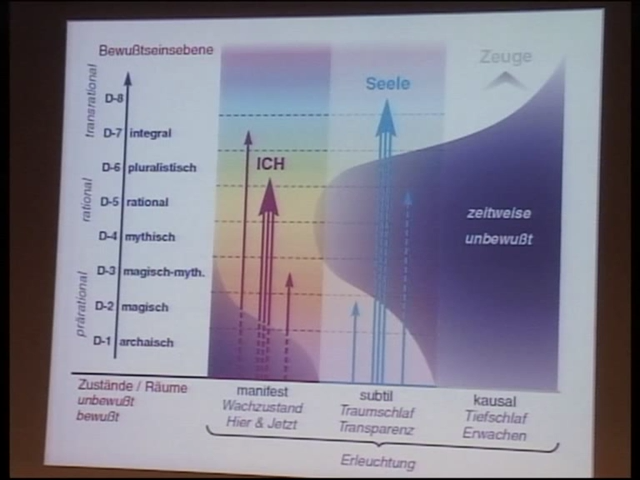 Bewußtseinsebene
transrational
rational
prärational
D-8
D-7 integral
D-6 pluralistisch
D-5 rational
D-4 mythisch
D-3 magisch-myth.
D-2 magisch
D-1 archaisch
ICH
Seele
Zeuge
zeitweise
unbewußt
Zustände / Räume
unbewußt
bewußt
manifest
Wachzustand
Hier & Jetzt
subtil
Traumschlaf
Transparenz
kausal
Tiefschlaf
Erwachen
Erleuchtung